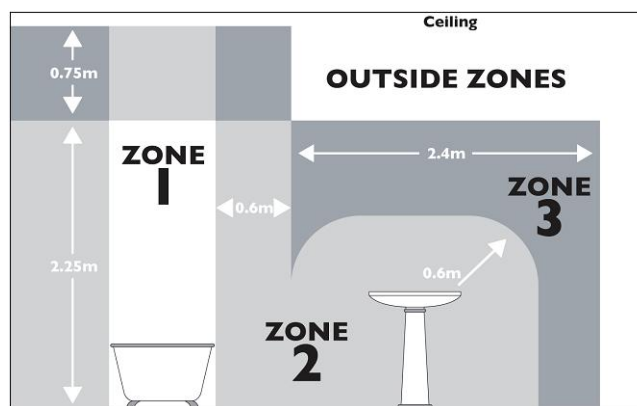 Ceiling
0.75m
OUTSIDE ZONES
ZONE
1
2.4m
ZONE
3
0.6m
2.25m
0.6m
ZONE
2